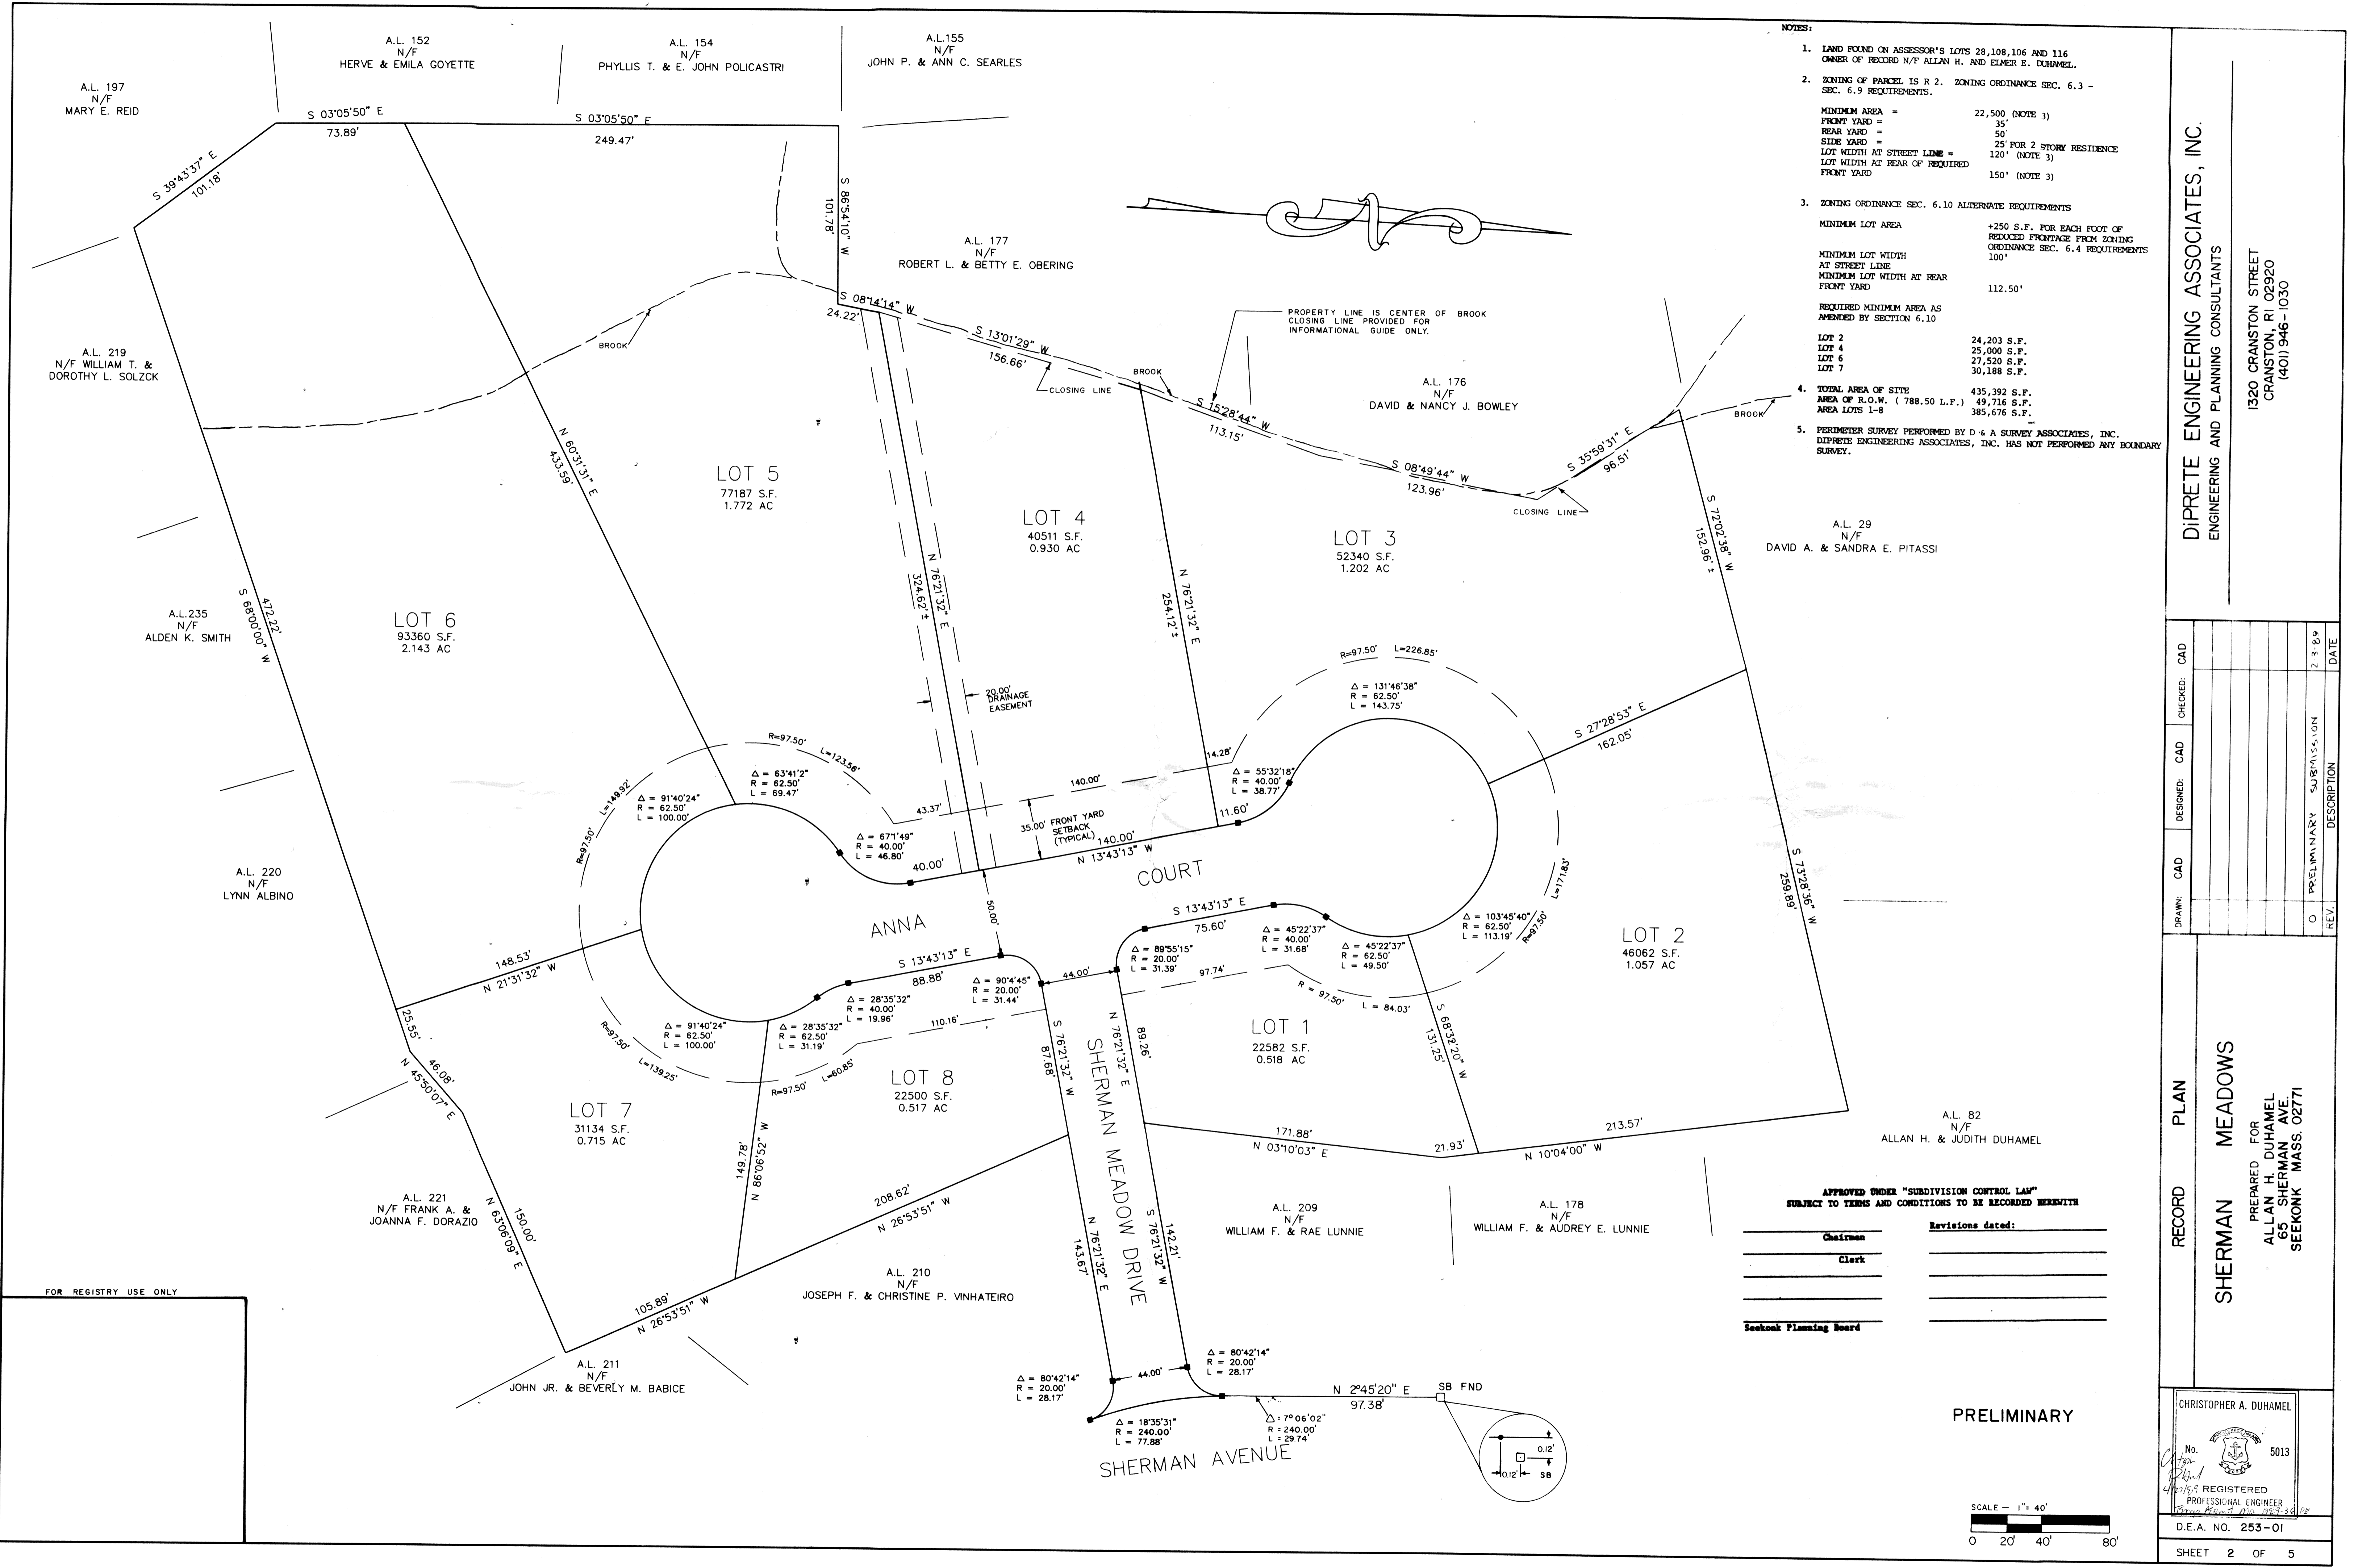 A.L. 197
N/F
MARY E. REID
A.L. 152
N/F
HERVE & EMILA GOYETTE
A.L. 154
N/F
PHYLLIS T. & E. JOHN POLICASTRI
A.L.155
N/F
JOHN P. & ANN C. SEARLES
S 39°43'37" E
101.18'
S 03°05'50" E
73.89'
S 03°05'50" E
249.47'
S 86°54'10" W
101.78'
A.L. 177
N/F
ROBERT L. & BETTY E. OBERING
S 08°14'14" W
24.22'
S 13°01'29" W
156.66'
CLOSING LINE
BROOK
PROPERTY LINE IS CENTER OF BROOK
CLOSING LINE PROVIDED FOR
INFORMATIONAL GUIDE ONLY.
BROOK
S 15°28'44" W
113.15'
A.L. 176
N/F
DAVID & NANCY J. BOWLEY
S 08°49'44" W
123.96'
S 35°59'31" E
96.51'
CLOSING LINE
BROOK
S 72°02'38" W
152.96'±
A.L. 29
N/F
DAVID A. & SANDRA E. PITASSI
A.L. 219
N/F WILLIAM T. &
DOROTHY L. SOLZCK
A.L.235
N/F
ALDEN K. SMITH
A.L. 220
N/F
LYNN ALBINO
472.22'
S 68°00'00" W
N 60°31'31" E
433.59'
LOT 6
93360 S.F.
2.143 AC
LOT 5
77187 S.F.
1.772 AC
LOT 4
40511 S.F.
0.930 AC
LOT 3
52340 S.F.
1.202 AC
N 76°21'32" E
324.62'±
N 76°21'32" E
254.12'±
20.00'
DRAINAGE
EASEMENT
R=97.50' L=226.85'
Δ = 131°46'38"
R = 62.50'
L = 143.75'
S 27°28'53" E
162.05'
R=97.50' L=123.56'
Δ = 63°41'2"
R = 62.50'
L = 69.47'
R=97.50' L=149.92'
Δ = 91°40'24"
R = 62.50'
L = 100.00'
43.37'
140.00'
14.28'
Δ = 55°32'18"
R = 40.00'
L = 38.77'
Δ = 67°1'49"
R = 40.00'
L = 46.80'
35.00' FRONT YARD
SETBACK
(TYPICAL)
40.00'
140.00'
N 13°43'13" W
11.60'
ANNA COURT
50.00'
S 73°28'36" W
259.89'
LOT 2
46062 S.F.
1.057 AC
R=97.50' L=171.83'
Δ = 103°45'40"
R = 62.50'
L = 113.19'
S 13°43'13" E
75.60'
Δ = 45°22'37"
R = 40.00'
L = 31.68'
Δ = 45°22'37"
R = 62.50'
L = 49.50'
Δ = 89°55'15"
R = 20.00'
L = 31.39'
97.74'
R = 97.50' L = 84.03'
148.53'
N 21°31'32" W
S 13°43'13" E
88.88'
Δ = 90°4'45"
R = 20.00'
L = 31.44'
44.00'
Δ = 28°35'32"
R = 40.00'
L = 19.96'
Δ = 28°35'32"
R = 62.50'
L = 31.19'
Δ = 91°40'24"
R = 62.50'
L = 100.00'
110.16'
R=97.50' L=139.25'
R=97.50' L=60.85'
25.55'
46.08'
N 45°50'07" E
LOT 7
31134 S.F.
0.715 AC
LOT 8
22500 S.F.
0.517 AC
LOT 1
22582 S.F.
0.518 AC
S 68°32'20" W
131.25'
S 76°21'32" W
87.68'
N 76°21'32" E
89.26'
SHERMAN MEADOW DRIVE
149.78'
N 86°06'52" W
171.88'
N 03°10'03" E
21.93'
213.57'
N 10°04'00" W
A.L. 82
N/F
ALLAN H. & JUDITH DUHAMEL
A.L. 221
N/F FRANK A. &
JOANNA F. DORAZIO
150.00'
N 63°06'09" E
208.62'
N 26°53'51" W
105.89'
N 26°53'51" W
A.L. 210
N/F
JOSEPH F. & CHRISTINE P. VINHATEIRO
A.L. 209
N/F
WILLIAM F. & RAE LUNNIE
A.L. 178
N/F
WILLIAM F. & AUDREY E. LUNNIE
N 76°21'32" E
143.67'
142.21'
S 76°21'32" W
A.L. 211
N/F
JOHN JR. & BEVERLY M. BABICE
Δ = 80°42'14"
R = 20.00'
L = 28.17'
44.00'
Δ = 80°42'14"
R = 20.00'
L = 28.17'
Δ = 18°35'31"
R = 240.00'
L = 77.88'
Δ = 7°06'02"
R = 240.00'
L = 29.74'
N 2°45'20" E
97.38'
SB FND
0.12'
0.12'
SB
SHERMAN AVENUE
FOR REGISTRY USE ONLY
NOTES:
1. LAND FOUND ON ASSESSOR'S LOTS 28,108,106 AND 116
OWNER OF RECORD N/F ALLAN H. AND ELMER E. DUHAMEL.
2. ZONING OF PARCEL IS R 2. ZONING ORDINANCE SEC. 6.3 -
SEC. 6.9 REQUIREMENTS.
MINIMUM AREA = 22,500 (NOTE 3)
FRONT YARD = 35'
REAR YARD = 50'
SIDE YARD = 25' FOR 2 STORY RESIDENCE
LOT WIDTH AT STREET LINE = 120' (NOTE 3)
LOT WIDTH AT REAR OF REQUIRED
FRONT YARD 150' (NOTE 3)
3. ZONING ORDINANCE SEC. 6.10 ALTERNATE REQUIREMENTS
MINIMUM LOT AREA +250 S.F. FOR EACH FOOT OF
REDUCED FRONTAGE FROM ZONING
ORDINANCE SEC. 6.4 REQUIREMENTS
MINIMUM LOT WIDTH 100'
AT STREET LINE
MINIMUM LOT WIDTH AT REAR
FRONT YARD 112.50'
REQUIRED MINIMUM AREA AS
AMENDED BY SECTION 6.10
LOT 2 24,203 S.F.
LOT 4 25,000 S.F.
LOT 6 27,520 S.F.
LOT 7 30,188 S.F.
4. TOTAL AREA OF SITE 435,392 S.F.
AREA OF R.O.W. ( 788.50 L.F.) 49,716 S.F.
AREA LOTS 1-8 385,676 S.F.
5. PERIMETER SURVEY PERFORMED BY D & A SURVEY ASSOCIATES, INC.
DIPRETE ENGINEERING ASSOCIATES, INC. HAS NOT PERFORMED ANY BOUNDARY
SURVEY.
APPROVED UNDER "SUBDIVISION CONTROL LAW"
SUBJECT TO TERMS AND CONDITIONS TO BE RECORDED HEREWITH
Revisions dated:
Chairman
Clerk
Seekonk Planning Board
PRELIMINARY
SCALE — 1"= 40'
0 20' 40' 80'
DiPRETE ENGINEERING ASSOCIATES, INC.
ENGINEERING AND PLANNING CONSULTANTS
1320 CRANSTON STREET
CRANSTON, RI 02920
(401) 946-1030
DRAWN: CAD DESIGNED: CAD CHECKED: CAD
0 PRELIMINARY SUBMISSION 2-3-89
REV. DESCRIPTION DATE
RECORD PLAN
SHERMAN MEADOWS
PREPARED FOR
ALLAN H. DUHAMEL
65 SHERMAN AVE.
SEEKONK MASS. 02771
CHRISTOPHER A. DUHAMEL
No. 5013
REGISTERED
PROFESSIONAL ENGINEER
D.E.A. NO. 253-01
SHEET 2 OF 5